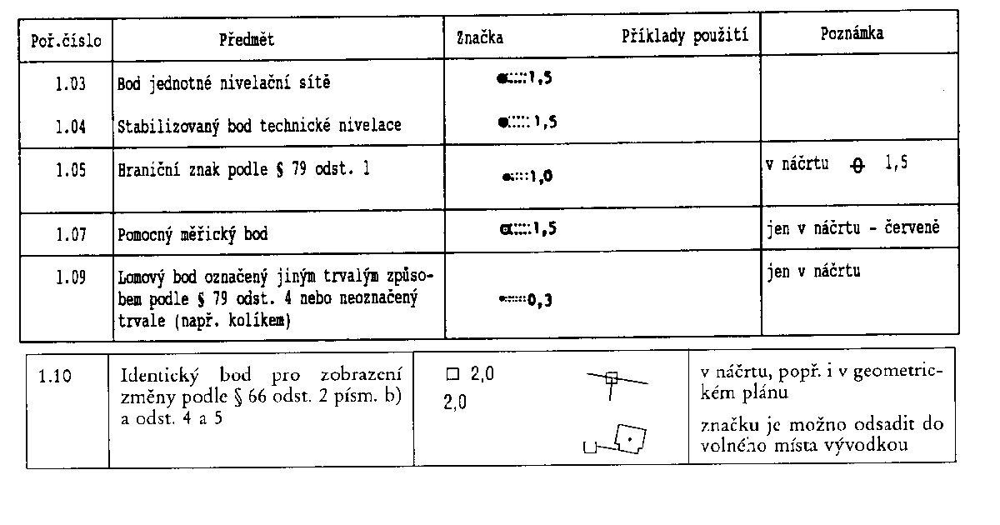 Poř.číslo Předmět Značka Příklady použití Poznámka
1.03 Bod jednotné nivelační sítě 1,5
1.04 Stabilizovaný bod technické nivelace 1,5
1.05 Hraniční znak podle § 79 odst. 1 1,0 v náčrtu 1,5
1.07 Pomocný měřický bod 1,5 jen v náčrtu - červeně
1.09 Lomový bod označený jiným trvalým způso- jen v náčrtu
bem podle § 79 odst. 4 nebo neoznačený 0,3
trvale (např. kolíkem)
1.10 Identický bod pro zobrazení 2,0 v náčrtu, popř. i v geometric-
změny podle § 66 odst. 2 písm. b) 2,0 kém plánu
a odst. 4 a 5 značku je možno odsadit do
volného místa vývodkou